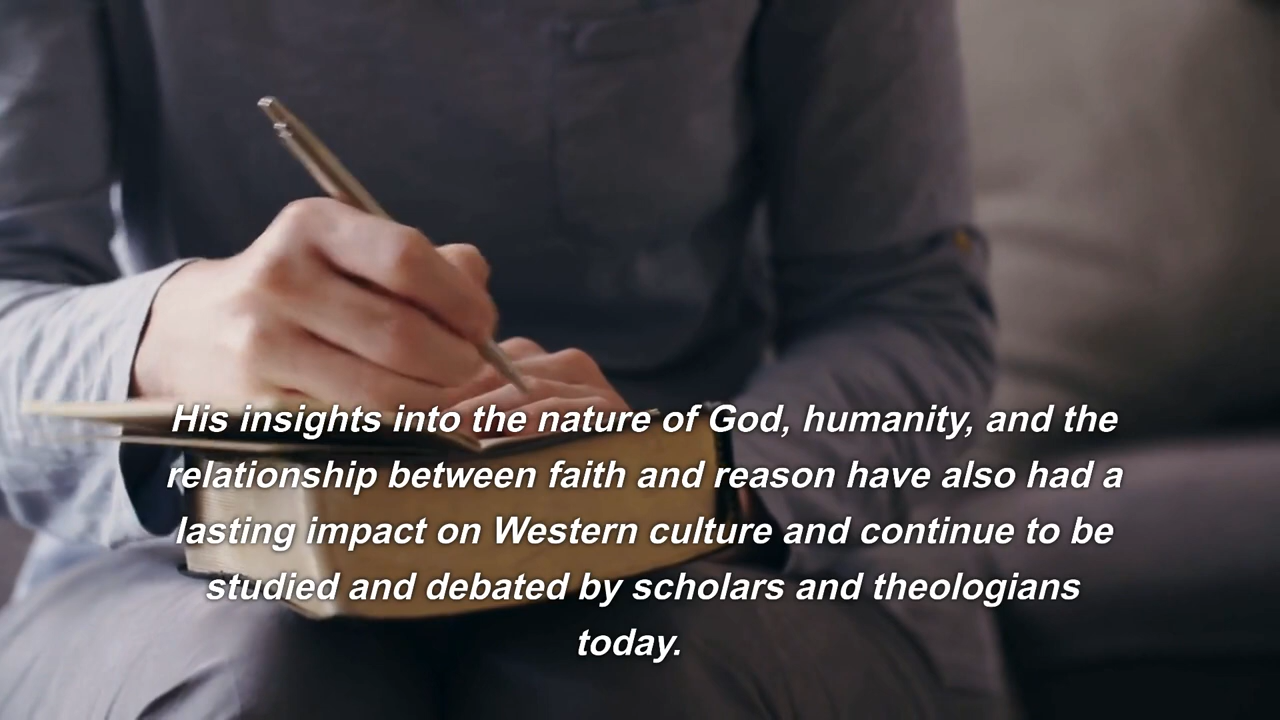 His insights into the nature of God, humanity, and the
relationship between faith and reason have also had a
lasting impact on Western culture and continue to be
studied and debated by scholars and theologians
today.